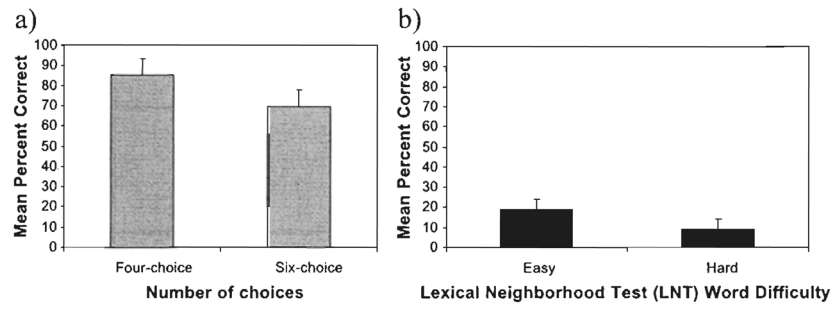 a)
Mean Percent Correct
100
90
80
70
60
50
40
30
20
10
0
Four-choice
Six-choice
Number of choices
b)
Mean Percent Correct
100
90
80
70
60
50
40
30
20
10
0
Easy
Hard
Lexical Neighborhood Test (LNT) Word Difficulty